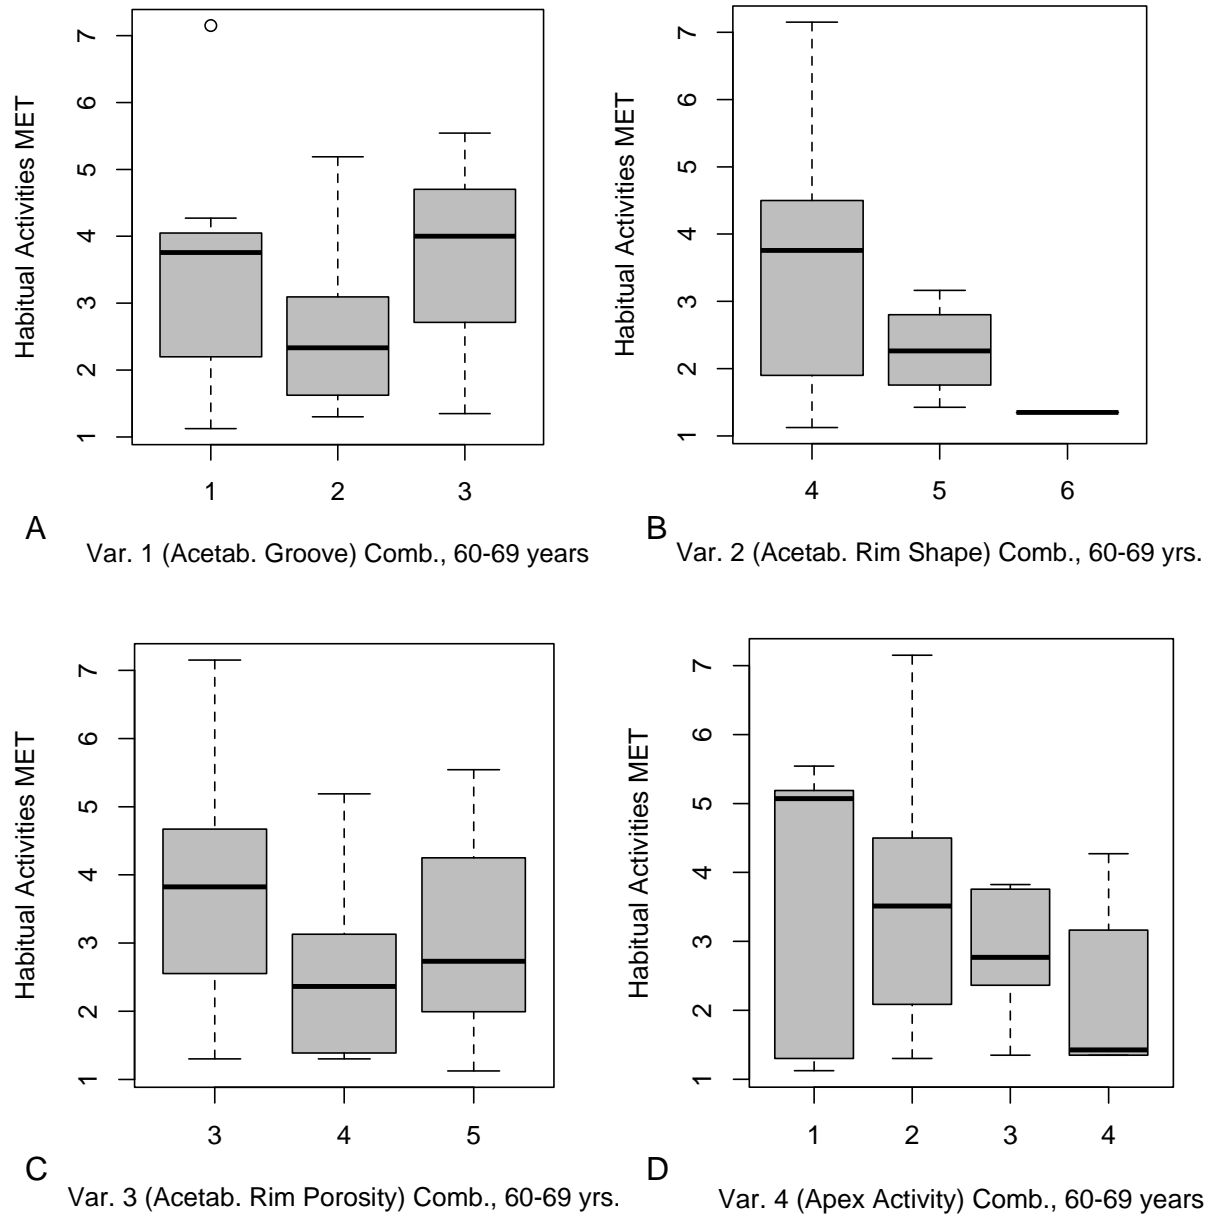 Habitual Activities MET
7
6
5
4
3
2
1
1 2 3
A
Var. 1 (Acetab. Groove) Comb., 60-69 years
Habitual Activities MET
7
6
5
4
3
2
1
4 5 6
B
Var. 2 (Acetab. Rim Shape) Comb., 60-69 yrs.
Habitual Activities MET
7
6
5
4
3
2
1
3 4 5
C
Var. 3 (Acetab. Rim Porosity) Comb., 60-69 yrs.
Habitual Activities MET
7
6
5
4
3
2
1
1 2 3 4
D
Var. 4 (Apex Activity) Comb., 60-69 years